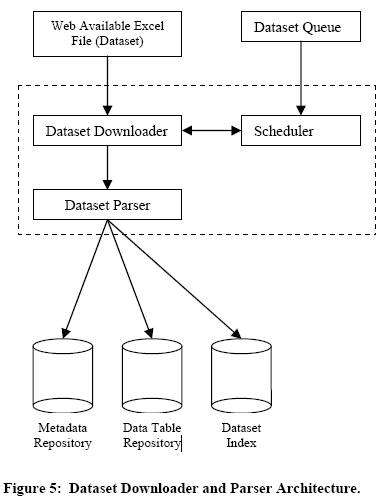 Web Available Excel
File (Dataset)
Dataset Queue
Dataset Downloader
Scheduler
Dataset Parser
Metadata
Repository
Data Table
Repository
Dataset
Index
Figure 5: Dataset Downloader and Parser Architecture.